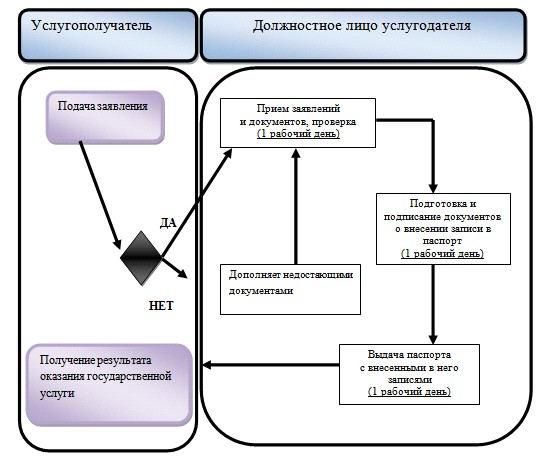 Услугополучатель
Должностное лицо услугодателя
Подача заявления
Прием заявлений
и документов, проверка
(1 рабочий день)
ДА
Подготовка и
подписание документов
о внесении записи в
паспорт
(1 рабочий день)
Дополняет недостающими
документами
НЕТ
Получение результата
оказания государственной
услуги
Выдача паспорта
с внесенными в него
записями
(1 рабочий день)